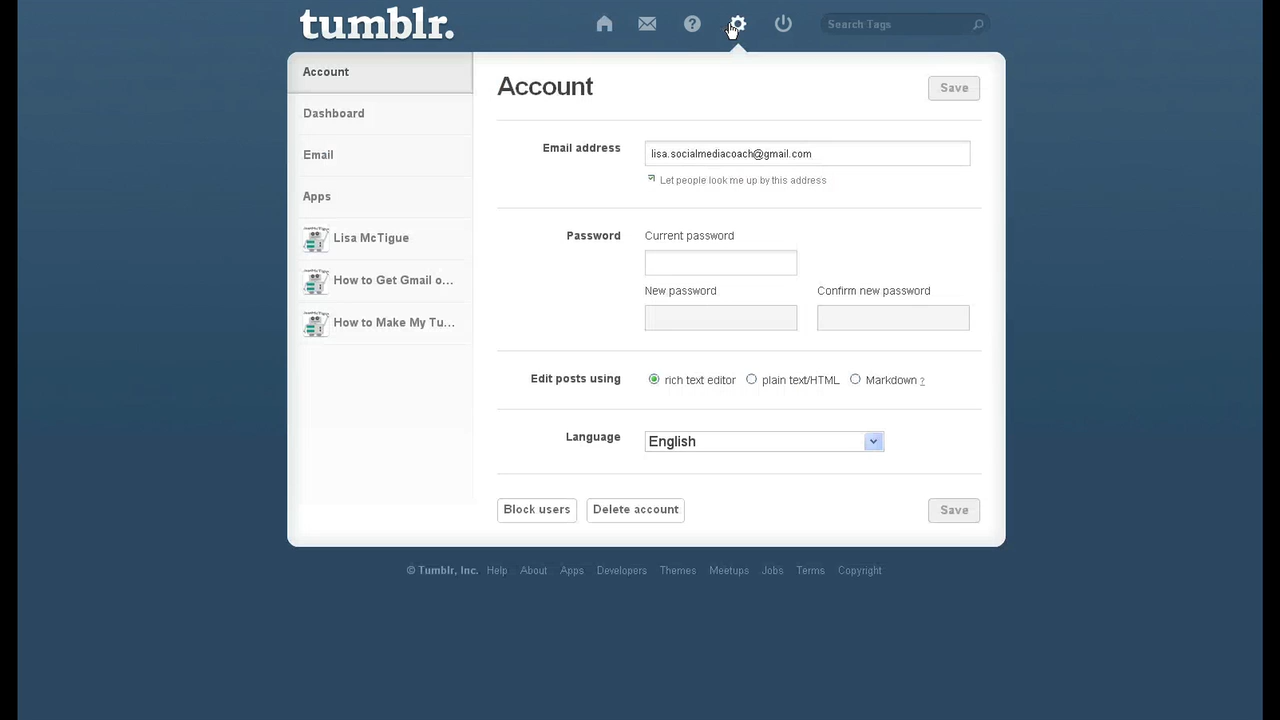 tumblr.
Search Tags
Account
Dashboard
Email
Apps
Lisa McTigue
How to Get Gmail o...
How to Make My Tu...
Account
Save
Email address
lisa.socialmediacoach@gmail.com
Let people look me up by this address
Password
Current password
New password
Confirm new password
Edit posts using
rich text editor
plain text/HTML
Markdown ?
Language
English
Block users
Delete account
Save
© Tumblr, Inc. Help About Apps Developers Themes Meetups Jobs Terms Copyright